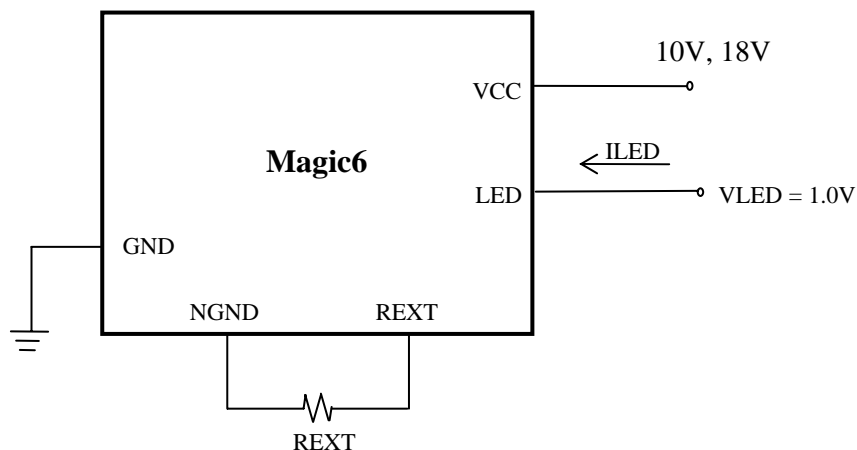 10V, 18V
VCC
ILED
Magic6
LED
VLED = 1.0V
GND
NGND
REXT
REXT